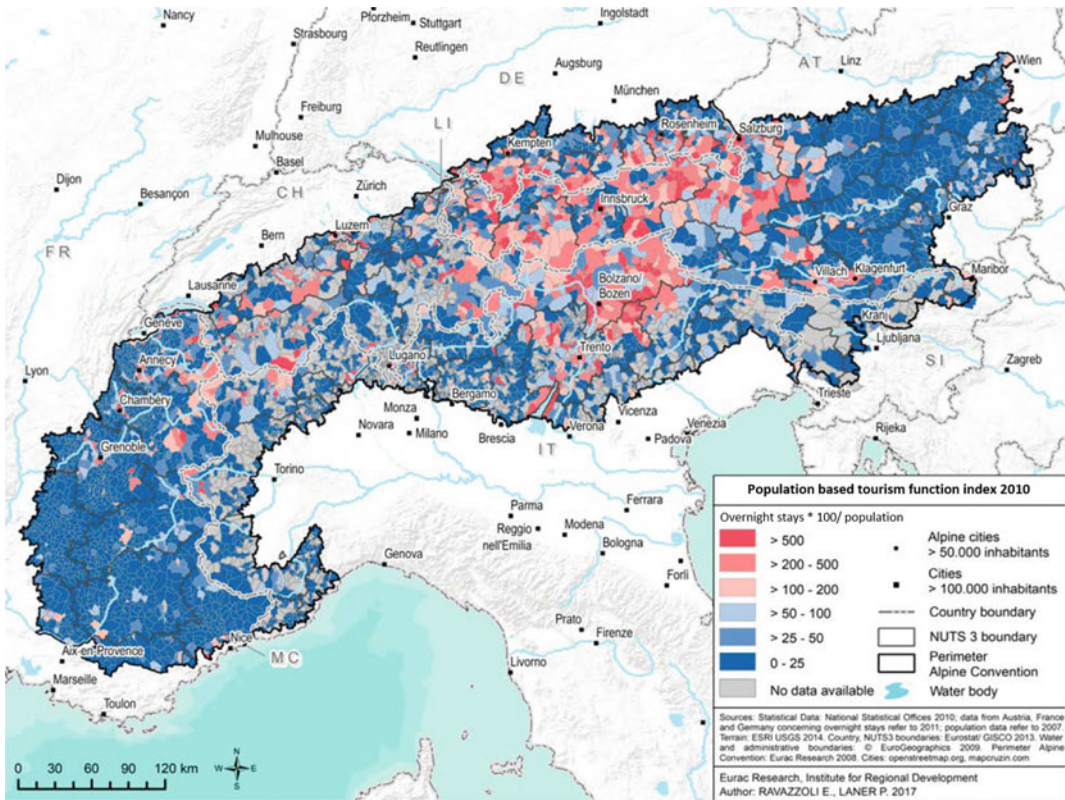 Nancy
Pforzheim
Stuttgart
Ingolstadt
Strasbourg
Reutlingen
DE
Augsburg
AT
Linz
Wien
Freiburg
München
Mulhouse
LI
Rosenheim
Salzburg
Basel
Kempten
Dijon
Besançon
CH
Zürich
Innsbruck
Luzern
Graz
FR
Bern
Bolzano/
Bozen
Villach
Klagenfurt
Maribor
Lausanne
Kranj
Genève
Ljubljana
Annecy
Lugano
Trento
SI
Zagreb
Lyon
Chambéry
Bergamo
Trieste
Monza
Vicenza
Novara
Milano
Brescia
Verona
Padova
Venezia
Rijeka
Grenoble
IT
Torino
Parma
Ferrara
Reggio
nell'Emilia
Modena
Bologna
Genova
Forlì
Prato
Firenze
Nice
MC
Aix-en-Provence
Livorno
Marseille
Toulon
N
W
E
S
0 30 60 90 120 km
Population based tourism function index 2010
Overnight stays * 100/ population
> 500
> 200 - 500
> 100 - 200
> 50 - 100
> 25 - 50
0 - 25
No data available
Alpine cities
> 50.000 inhabitants
Cities
> 100.000 inhabitants
Country boundary
NUTS 3 boundary
Perimeter
Alpine Convention
Water body
Sources: Statistical Data: National Statistical Offices 2010; data from Austria, France
and Germany concerning overnight stays refer to 2011; population data refer to 2007.
Terrain: ESRI USGS 2014. Country, NUTS3 boundaries: Eurostat/ GISCO 2013. Water
and administrative boundaries: © EuroGeographics 2009. Perimeter Alpine
Convention: Eurac Research 2008. Cities: openstreetmap.org, mapcruzin.com
Eurac Research, Institute for Regional Development
Author: RAVAZZOLI E., LANER P. 2017